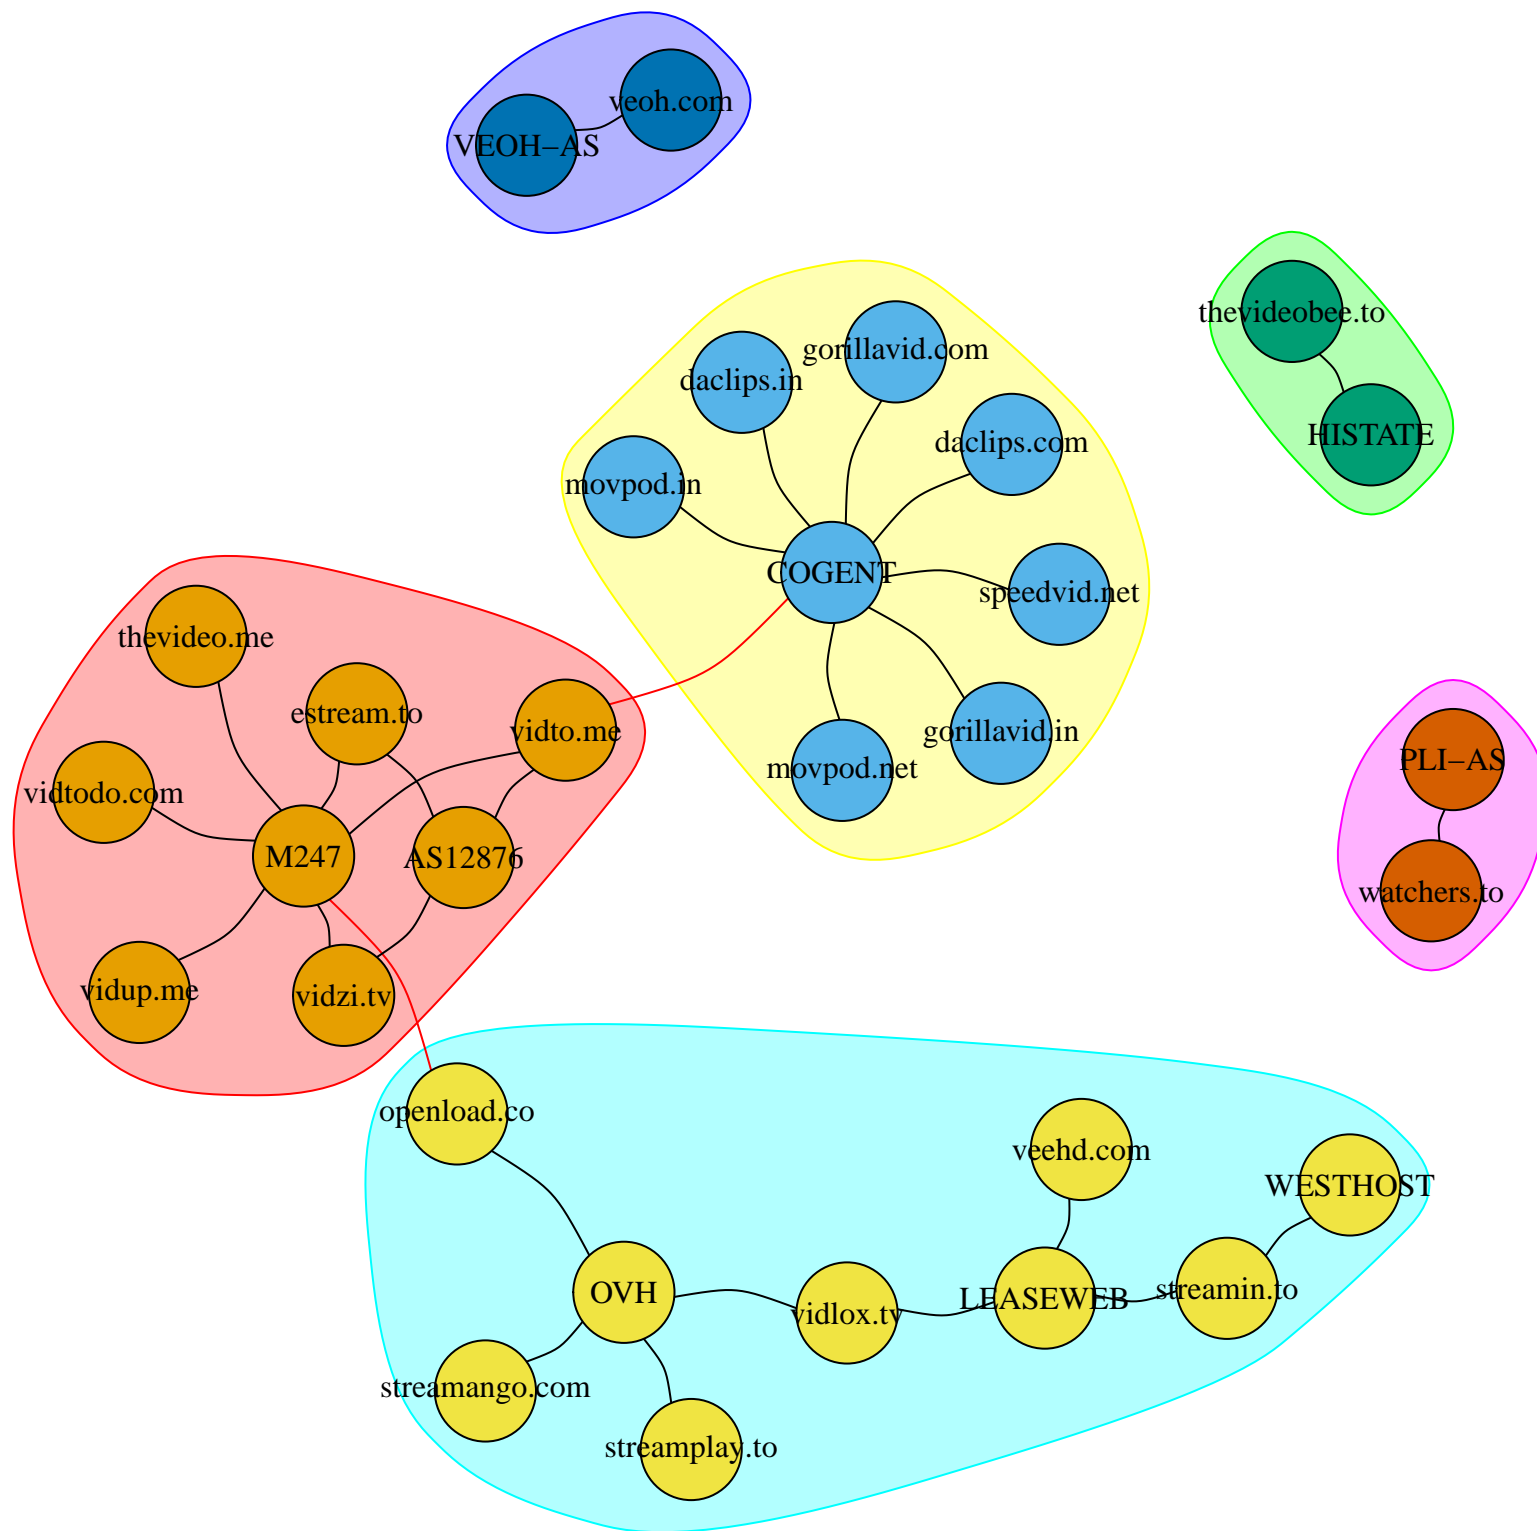 veoh.com
VEOH−AS
thevideobee.to
HISTATE
gorillavid.com
daclips.in
daclips.com
movpod.in
COGENT
speedvid.net
gorillavid.in
movpod.net
thevideo.me
estream.to
vidto.me
vidtodo.com
M247
AS12876
vidup.me
vidzi.tv
PLI−AS
watchers.to
openload.co
veehd.com
WESTHOST
OVH
vidlox.tv
LEASEWEB
streamin.to
streamango.com
streamplay.to